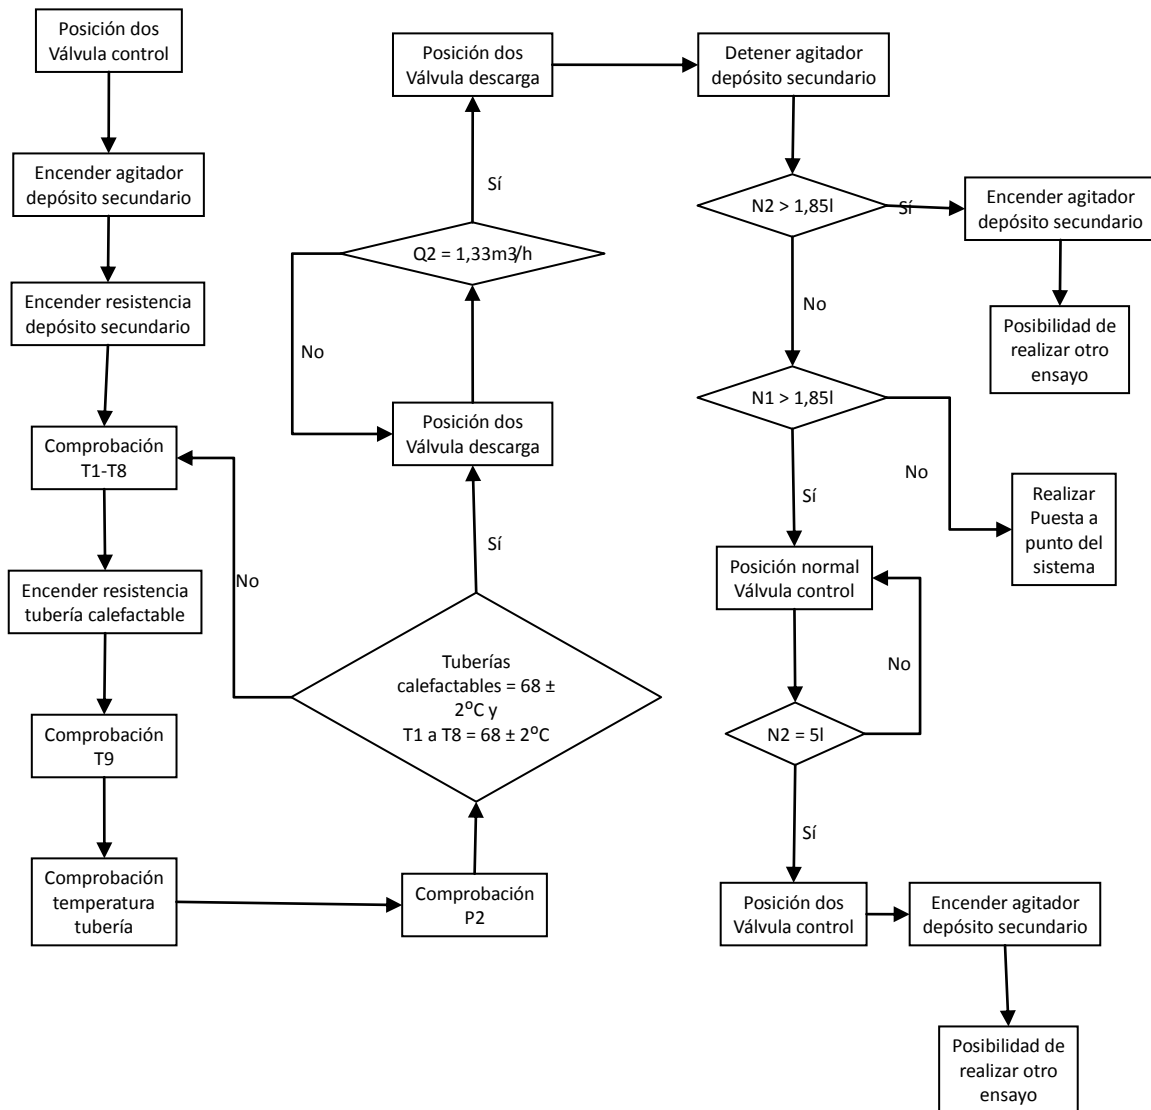 Posición dos
Válvula control
Encender agitador
depósito secundario
Encender resistencia
depósito secundario
Comprobación
T1-T8
Encender resistencia
tubería calefactable
Comprobación
T9
Comprobación
temperatura
tubería
Comprobación
P2
Tuberías
calefactables = 68 ±
2ºC y
T1 a T8 = 68 ± 2ºC
No
Sí
Posición dos
Válvula descarga
Q2 = 1,33m3/h
No
Sí
Posición dos
Válvula descarga
Detener agitador
depósito secundario
N2 > 1,85l
Sí
Encender agitador
depósito secundario
Posibilidad de
realizar otro
ensayo
No
N1 > 1,85l
No
Realizar
Puesta a
punto del
sistema
Sí
Posición normal
Válvula control
No
N2 = 5l
Sí
Posición dos
Válvula control
Encender agitador
depósito secundario
Posibilidad de
realizar otro
ensayo